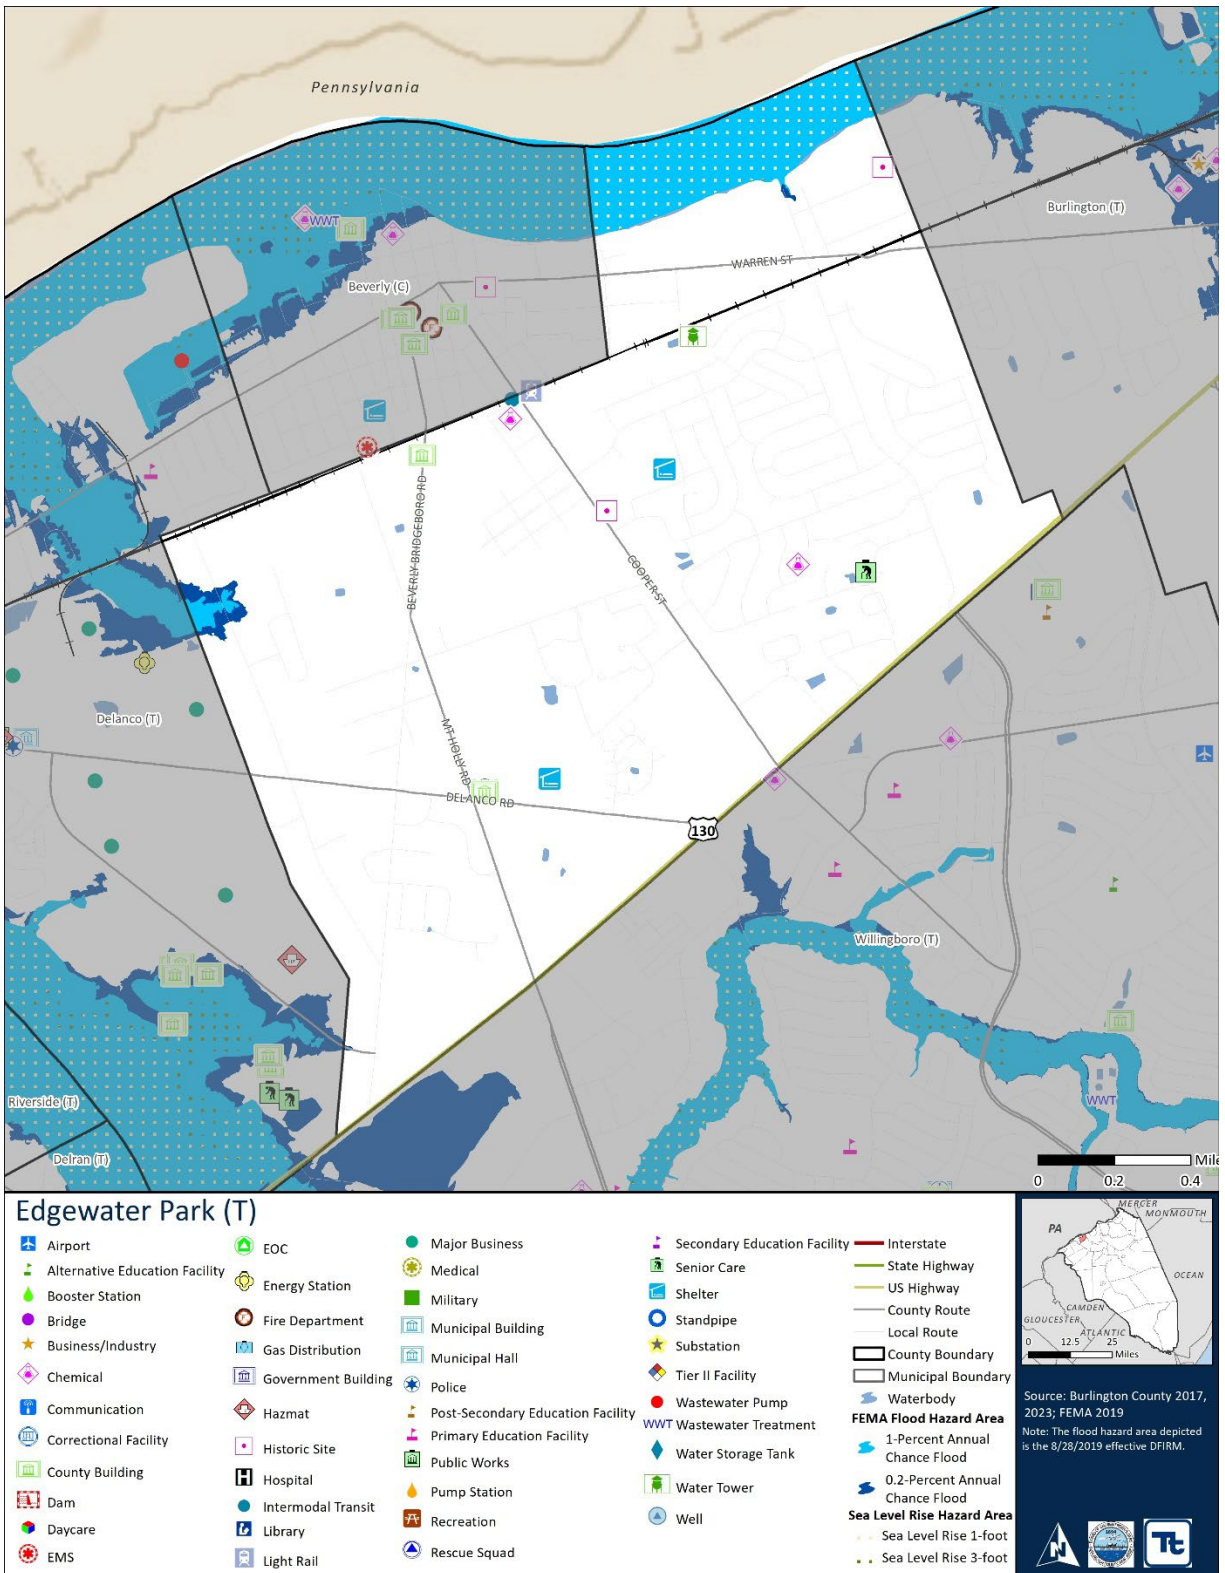 Pennsylvania
Burlington (T)
WWT
WARREN ST
Beverly (C)
BEVERLY BRIDGEBORO RD
COOPER ST
Delanco (T)
MT HOLLY RD
DELANCO RD
130
Willingboro (T)
WWT
Riverside (T)
Delran (T)
Mile
0 0.2 0.4
Edgewater Park (T)
Airport
Alternative Education Facility
Booster Station
Bridge
Business/Industry
Chemical
Communication
Correctional Facility
County Building
Dam
Daycare
EMS
EOC
Energy Station
Fire Department
Gas Distribution
Government Building
Hazmat
Historic Site
Hospital
Intermodal Transit
Library
Light Rail
Major Business
Medical
Military
Municipal Building
Municipal Hall
Police
Post-Secondary Education Facility
Primary Education Facility
Public Works
Pump Station
Recreation
Rescue Squad
Secondary Education Facility
Senior Care
Shelter
Standpipe
Substation
Tier II Facility
Wastewater Pump
WWT Wastewater Treatment
Water Storage Tank
Water Tower
Well
Interstate
State Highway
US Highway
County Route
Local Route
County Boundary
Municipal Boundary
Waterbody
FEMA Flood Hazard Area
1-Percent Annual
Chance Flood
0.2-Percent Annual
Chance Flood
Sea Level Rise Hazard Area
Sea Level Rise 1-foot
Sea Level Rise 3-foot
MERCER
MONMOUTH
PA
OCEAN
CAMDEN
GLOUCESTER
ATLANTIC
0 12.5 25
Miles
Source: Burlington County 2017,
2023; FEMA 2019
Note: The flood hazard area depicted
is the 8/28/2019 effective DFIRM.
N
Tt